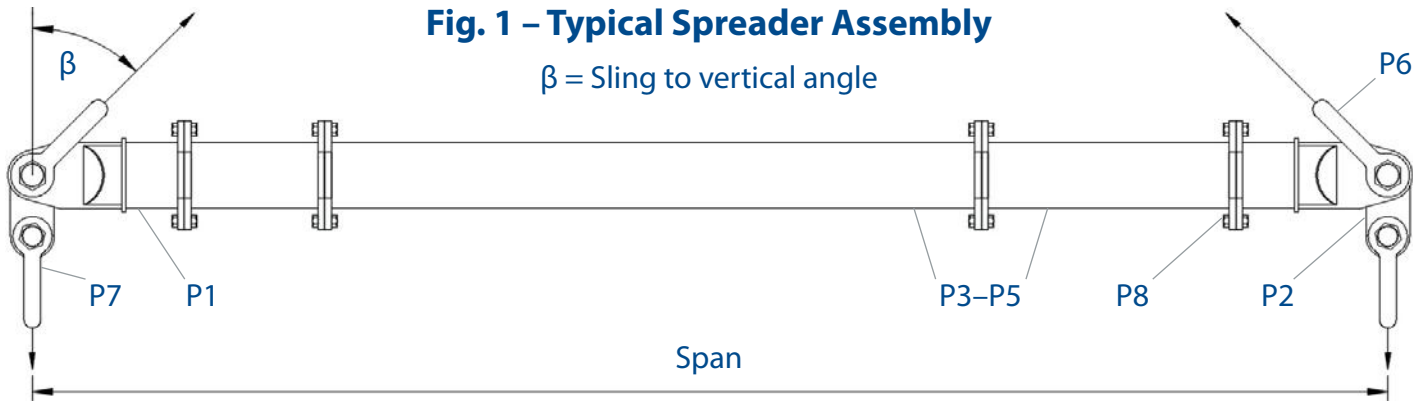 Fig. 1 – Typical Spreader Assembly
β
β = Sling to vertical angle
P6
P7
P1
P3–P5
P8
P2
Span